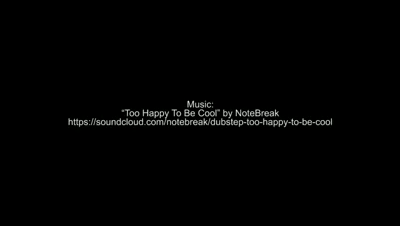 Music:
“Too Happy To Be Cool” by NoteBreak
https://soundcloud.com/notebreak/dubstep-too-happy-to-be-cool